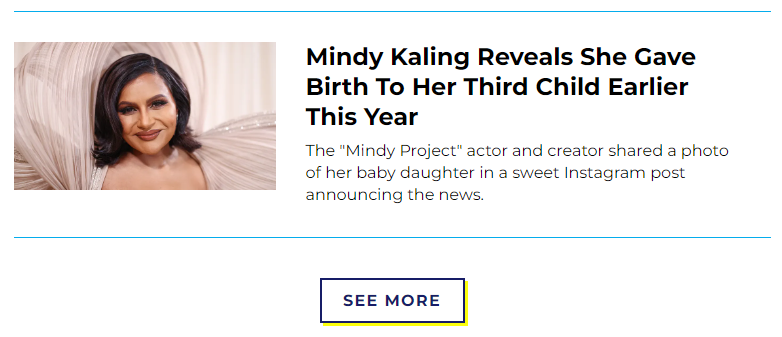 Mindy Kaling Reveals She Gave
Birth To Her Third Child Earlier
This Year
The "Mindy Project" actor and creator shared a photo
of her baby daughter in a sweet Instagram post
announcing the news.
SEE MORE